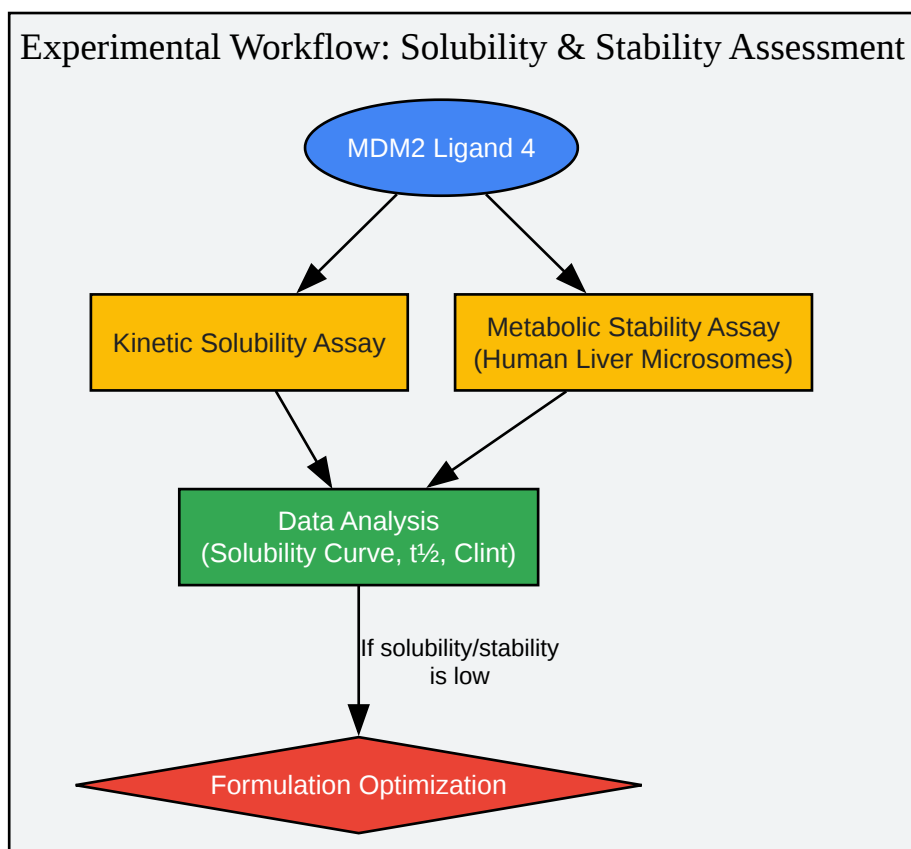 Experimental Workflow: Solubility & Stability Assessment
MDM2 Ligand 4
Kinetic Solubility Assay
Metabolic Stability Assay
(Human Liver Microsomes)
Data Analysis
(Solubility Curve, t½, Clint)
If solubility/stability
is low
Formulation Optimization